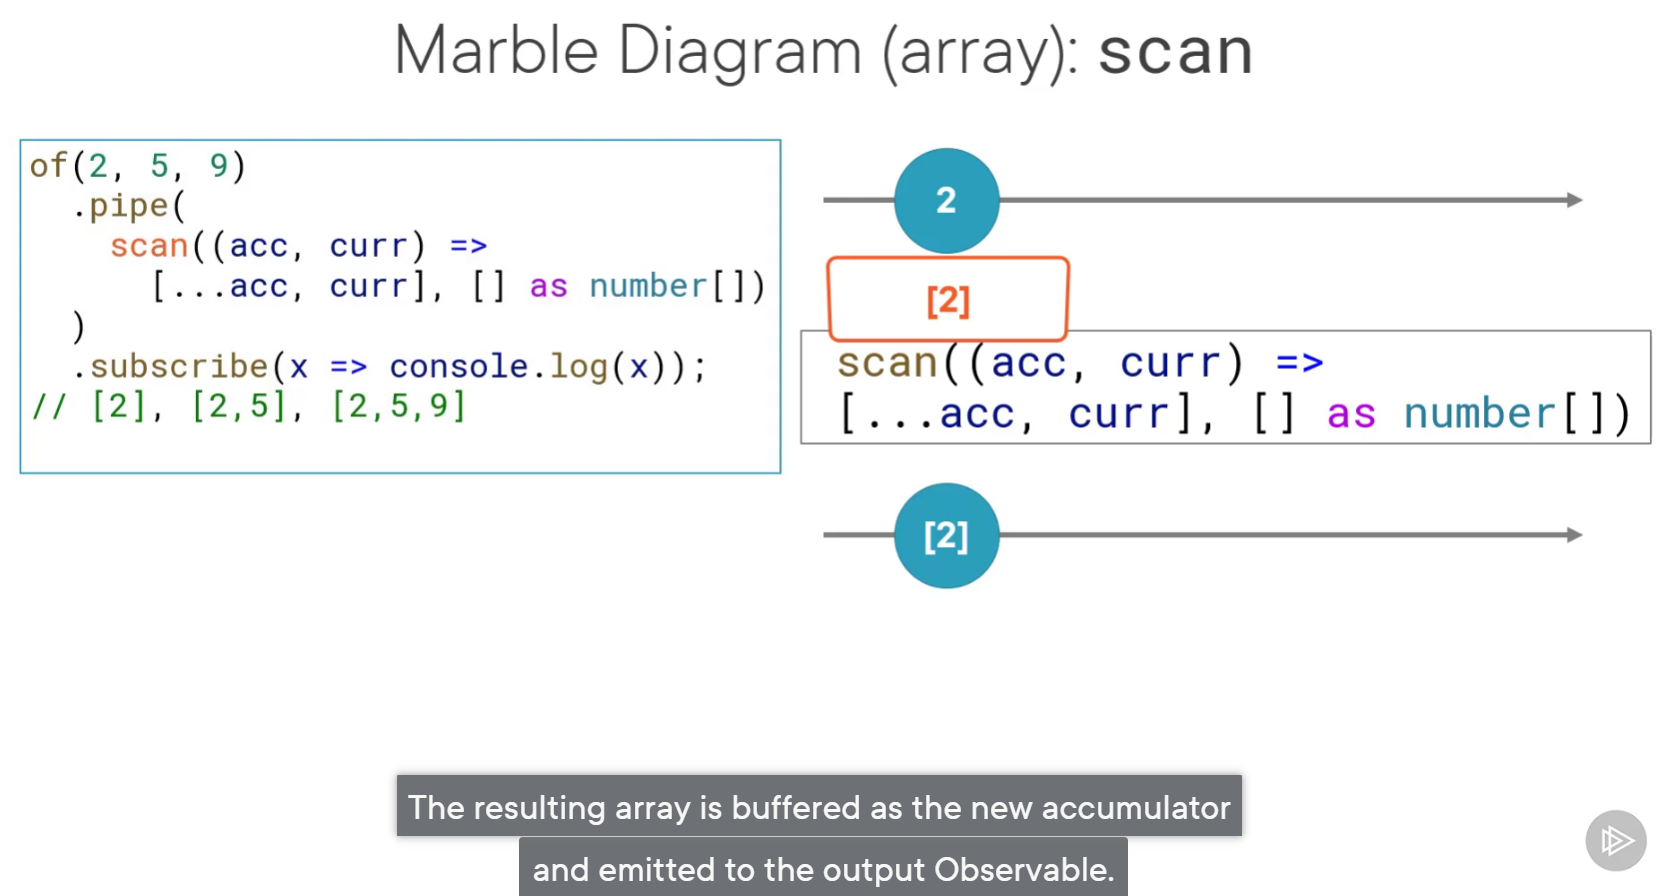 Marble Diagram (array): scan
of(2, 5, 9)
  .pipe(
    scan((acc, curr) =>
      [...acc, curr], [] as number[])
  )
  .subscribe(x => console.log(x));
// [2], [2,5], [2,5,9]
2
[2]
scan((acc, curr) =>
[...acc, curr], [] as number[])
[2]
The resulting array is buffered as the new accumulator
and emitted to the output Observable.